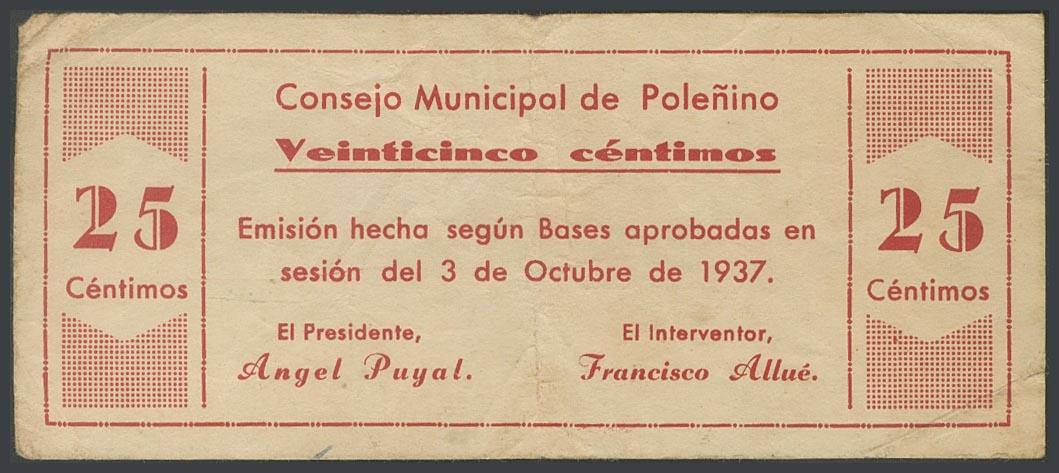 Consejo Municipal de Poleñino
Veinticinco céntimos
25
Céntimos
Emisión hecha según Bases aprobadas en
sesión del 3 de Octubre de 1937.
El Presidente,
Angel Puyal.
El Interventor,
Francisco Allué.
25
Céntimos